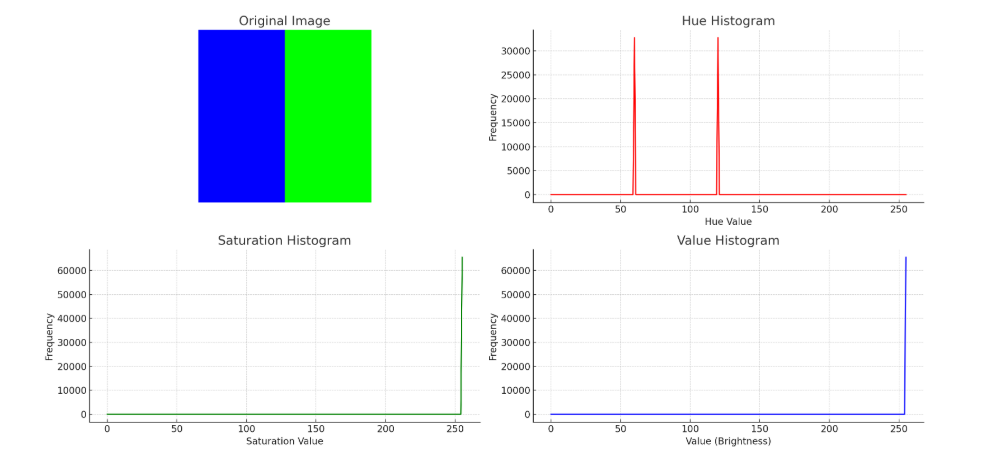 Original Image
Hue Histogram
Frequency
30000
25000
20000
15000
10000
5000
0
0 50 100 150 200 250
Hue Value
Saturation Histogram
Frequency
60000
50000
40000
30000
20000
10000
0
0 50 100 150 200 250
Saturation Value
Value Histogram
Frequency
60000
50000
40000
30000
20000
10000
0
0 50 100 150 200 250
Value (Brightness)